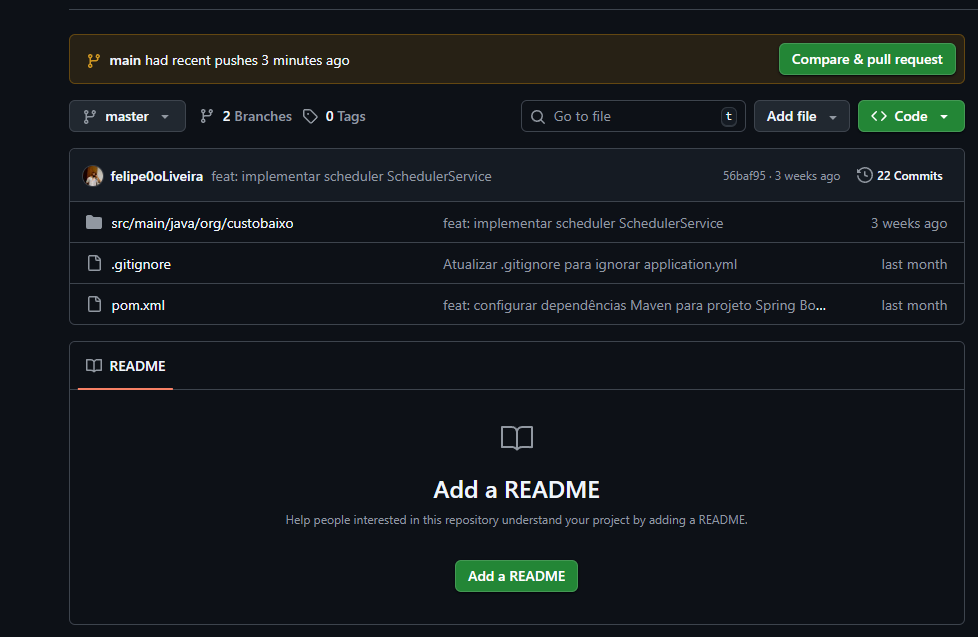 main had recent pushes 3 minutes ago
Compare & pull request
master
2 Branches
0 Tags
Go to file
t
Add file
Code
felipe0oLiveira feat: implementar scheduler SchedulerService
56baf95 · 3 weeks ago
22 Commits
src/main/java/org/custobaixo feat: implementar scheduler SchedulerService 3 weeks ago
.gitignore Atualizar .gitignore para ignorar application.yml last month
pom.xml feat: configurar dependências Maven para projeto Spring Bo... last month
README
Add a README
Help people interested in this repository understand your project by adding a README.
Add a README